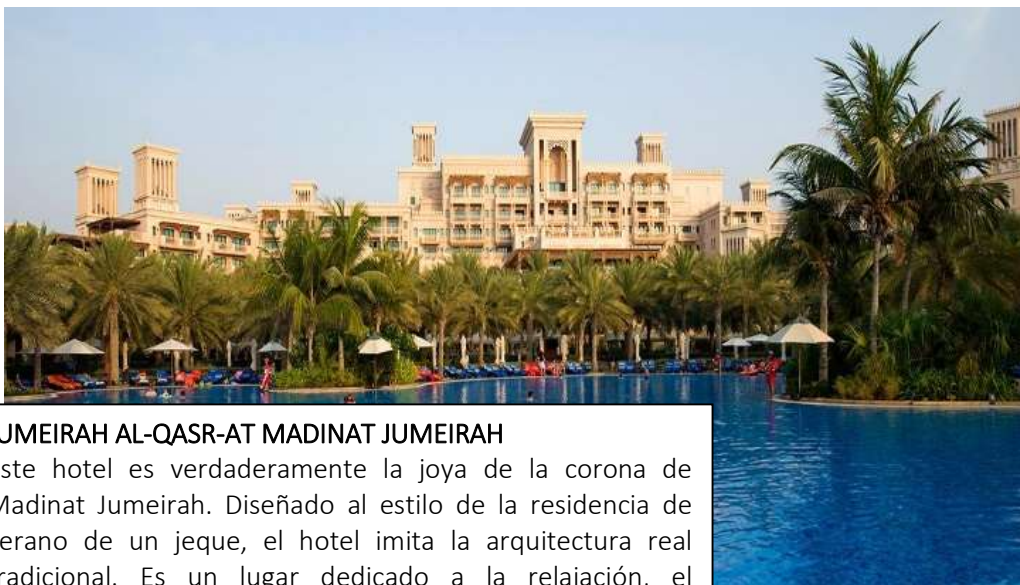 UMEIRAH AL-QASR-AT MADINAT JUMEIRAH
ste hotel es verdaderamente la joya de la corona de
Madinat Jumeirah. Diseñado al estilo de la residencia de
erano de un jeque, el hotel imita la arquitectura real
radicional. Es un lugar dedicado a la relajación, el